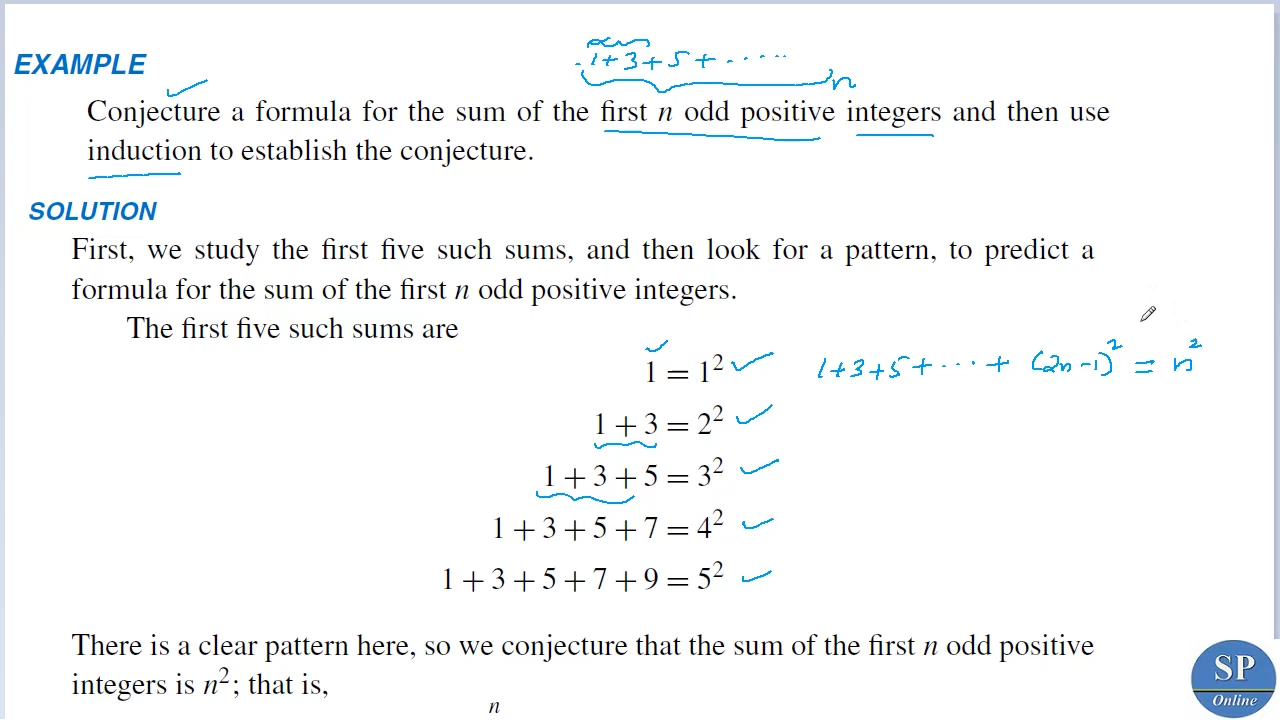 1+3+5+.....
EXAMPLE
n
Conjecture a formula for the sum of the first n odd positive integers and then use
induction to establish the conjecture.
SOLUTION
First, we study the first five such sums, and then look for a pattern, to predict a
formula for the sum of the first n odd positive integers.
The first five such sums are
1 = 1² 1+3+5+...+ (2n-1)² = n²
1 + 3 = 2²
1 + 3 + 5 = 3²
1 + 3 + 5 + 7 = 4²
1 + 3 + 5 + 7 + 9 = 5²
There is a clear pattern here, so we conjecture that the sum of the first n odd positive
integers is n²; that is,
n
SP
Online